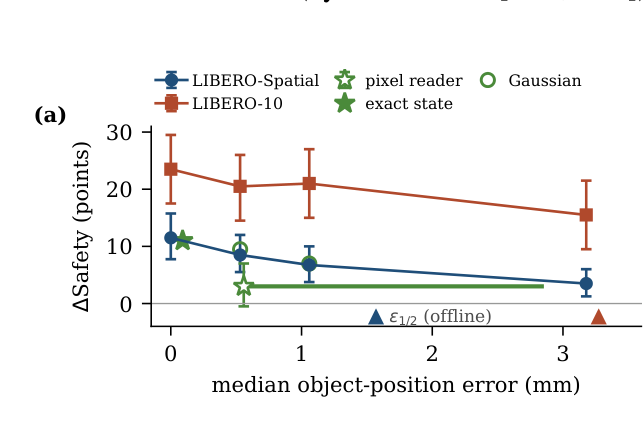 LIBERO-Spatial pixel reader Gaussian
LIBERO-10 exact state
(a)
ΔSafety (points)
30
20
10
0
ε1/2 (offline)
0 1 2 3
median object-position error (mm)